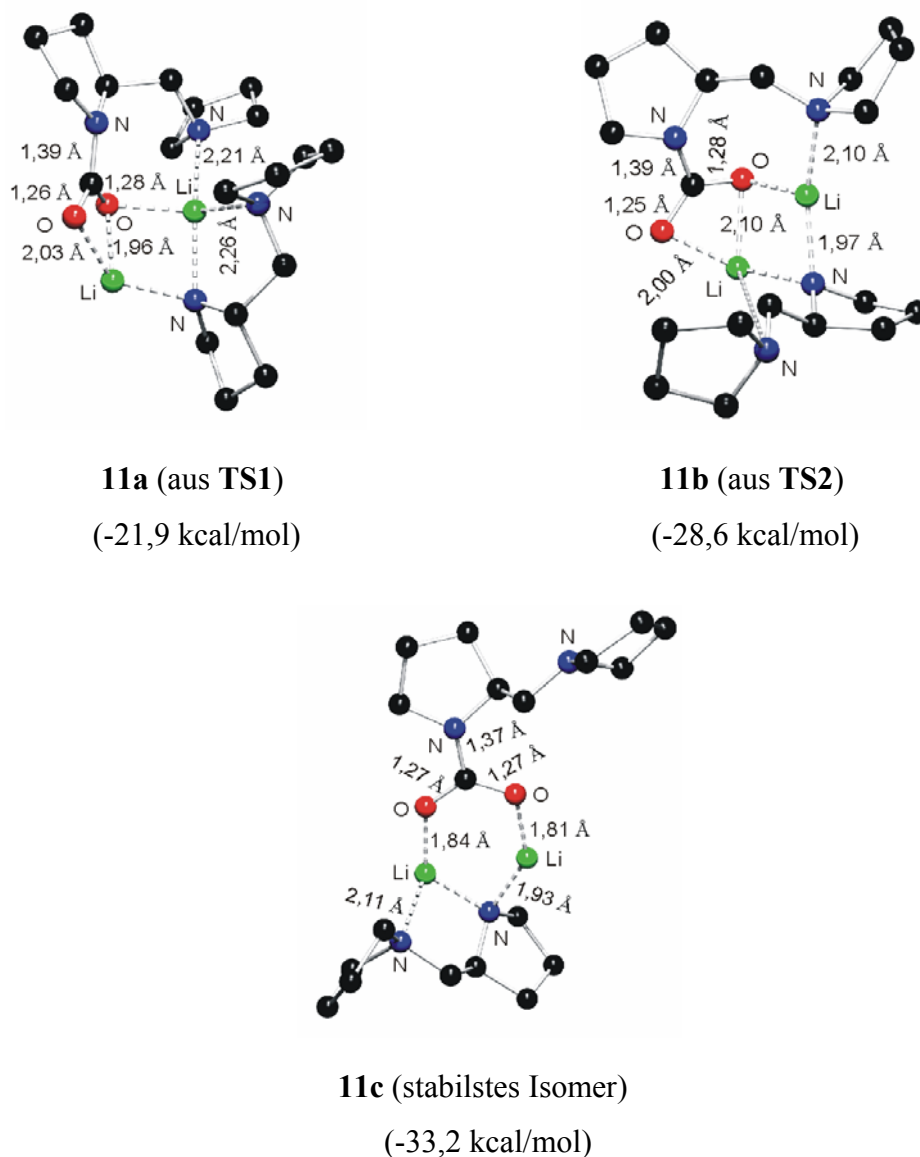 N
N
N
1,39 Å
2,21 Å
1,26 Å
1,28 Å
Li
O
O
N
2,03 Å
1,96 Å
2,26 Å
Li
N
N
N
1,39 Å
1,28 Å
O
2,10 Å
1,25 Å
Li
O
2,10 Å
1,97 Å
2,00 Å
Li
N
N
11a (aus TS1)
(-21,9 kcal/mol)
11b (aus TS2)
(-28,6 kcal/mol)
N
N
1,37 Å
1,27 Å
1,27 Å
O
O
1,84 Å
1,81 Å
Li
Li
2,11 Å
1,93 Å
N
N
11c (stabilstes Isomer)
(-33,2 kcal/mol)